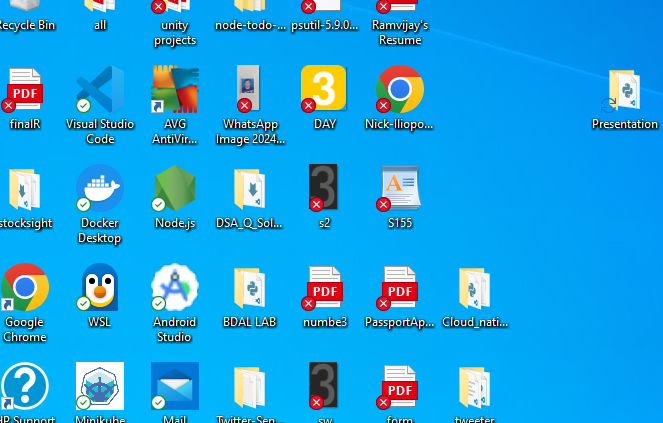 Recycle Bin
all
unity
projects
node-todo-...
psutil-5.9.0...
Ramvijay's
Resume
PDF
finalR
Visual Studio
Code
AVG
AntiVir...
WhatsApp
Image 2024...
3
DAY
Nick-Iliopo...
Presentation
stocksight
Docker
Desktop
Node.js
DSA_Q_Sol...
3
s2
A
S155
Google
Chrome
WSL
Android
Studio
BDAL LAB
PDF
numbe3
PDF
PassportAp...
Cloud_nati...
?
HP Support
Minikube
Mail
Twitter-Sen...
3
sw
PDF
form
tweeter